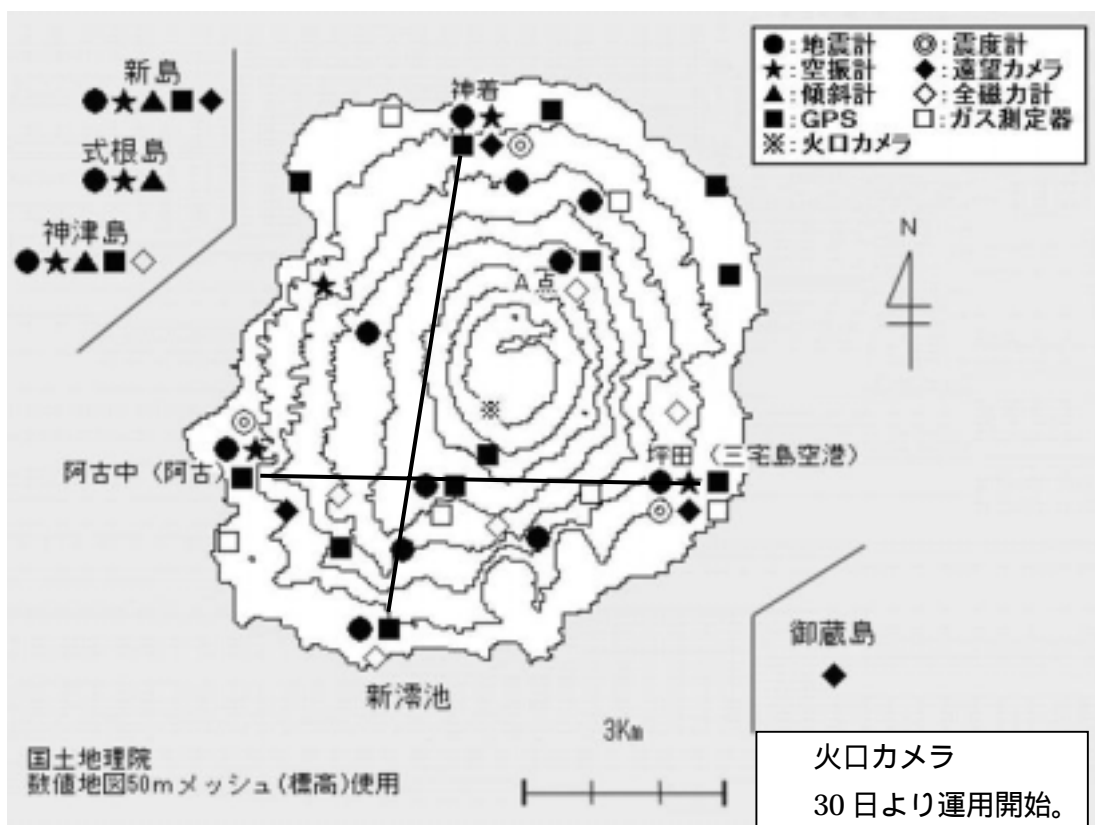 ●:地震計 ◎:震度計
★:空振計 ◆:遠望カメラ
▲:傾斜計 ◇:全磁力計
■:GPS □:ガス測定器
※:火口カメラ
新島
式根島
神津島
神着
N
A点
※
阿古中(阿古)
坪田(三宅島空港)
新澪池
御蔵島
3Km
国土地理院
数値地図50mメッシュ(標高)使用
火口カメラ
30日より運用開始。